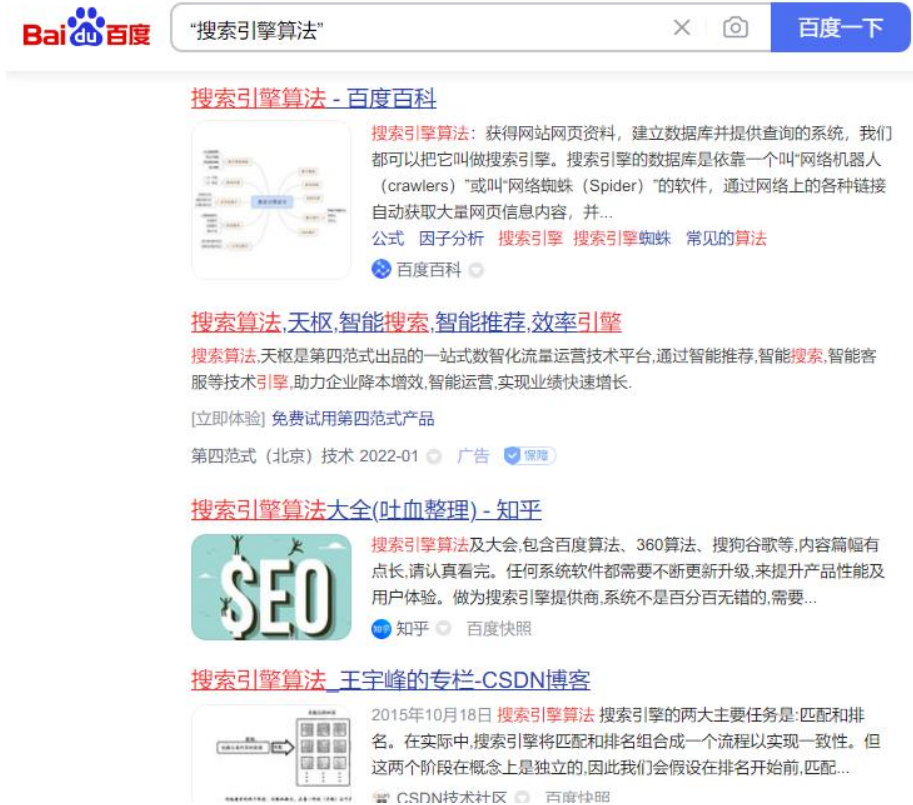 Bai du 百度
“搜索引擎算法”
百度一下
搜索引擎算法 - 百度百科
搜索引擎算法：获得网站网页资料，建立数据库并提供查询的系统，我们
都可以把它叫做搜索引擎。搜索引擎的数据库是依靠一个叫“网络机器人
（crawlers）”或叫“网络蜘蛛（Spider）”的软件，通过网络上的各种链接
自动获取大量网页信息内容，并...
公式 因子分析 搜索引擎 搜索引擎蜘蛛 常见的算法
百度百科
搜索算法,天枢,智能搜索,智能推荐,效率引擎
搜索算法,天枢是第四范式出品的一站式数智化流量运营技术平台,通过智能推荐,智能搜索,智能客
服等技术引擎,助力企业降本增效,智能运营,实现业绩快速增长.
[立即体验] 免费试用第四范式产品
第四范式（北京）技术 2022-01 广告 保障
搜索引擎算法大全(吐血整理) - 知乎
搜索引擎算法及大会,包含百度算法、360算法、搜狗谷歌等,内容篇幅有
点长,请认真看完。任何系统软件都需要不断更新升级,来提升产品性能及
用户体验。做为搜索引擎提供商,系统不是百分百无错的,需要...
$EO
知乎 知乎 百度快照
搜索引擎算法_王宇峰的专栏-CSDN博客
2015年10月18日 搜索引擎算法 搜索引擎的两大主要任务是:匹配和排
名。在实际中,搜索引擎将匹配和排名组合成一个流程以实现一致性。但
这两个阶段在概念上是独立的,因此我们会假设在排名开始前,匹配...
CSDN技术社区 百度快照